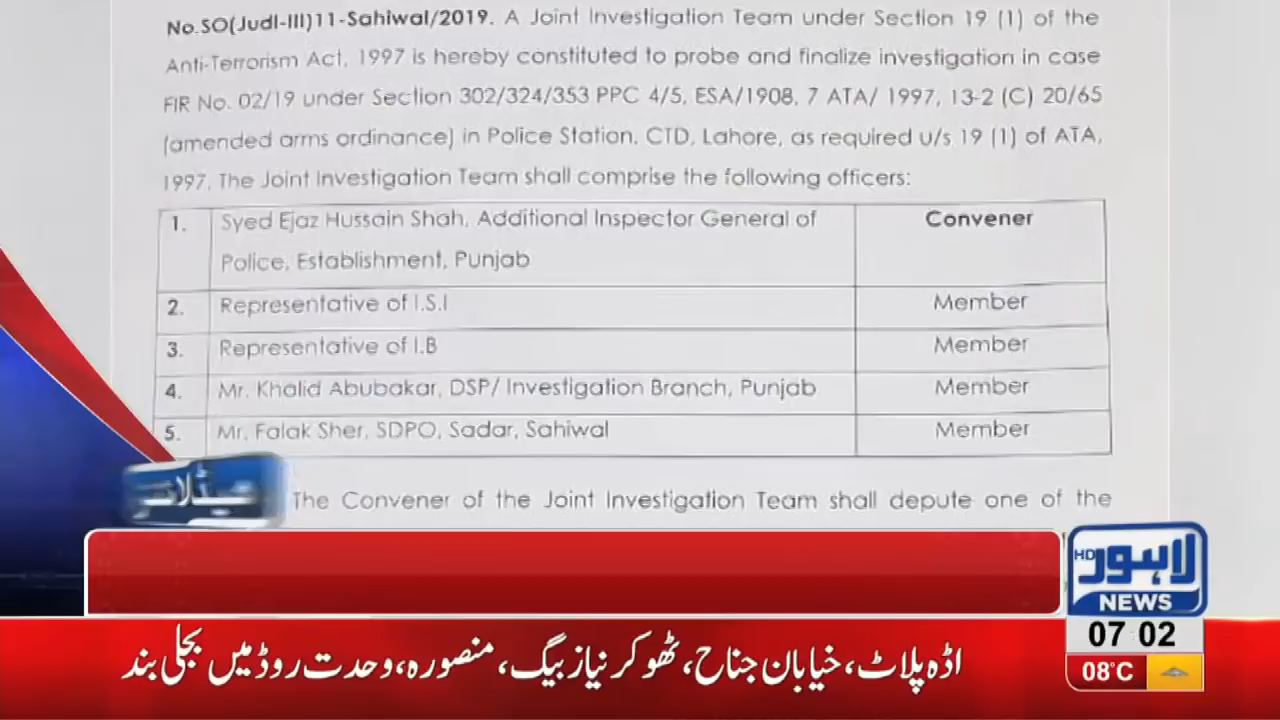 No.SO(Judl-III)11-Sahiwal/2019. A Joint Investigation Team under Section 19 (1) of the
Anti-Terrorism Act, 1997 is hereby constituted to probe and finalize investigation in case
FIR No. 02/19 under Section 302/324/353 PPC 4/5, ESA/1908, 7 ATA/ 1997, 13-2 (C) 20/65
(amended arms ordinance) in Police Station, CTD, Lahore, as required u/s 19 (1) of ATA,
1997. The Joint Investigation Team shall comprise the following officers:
1. Syed Ejaz Hussain Shah, Additional Inspector General of Convener
Police, Establishment, Punjab
2. Representative of I.S.I Member
3. Representative of I.B Member
4. Mr. Khalid Abubakar, DSP/ Investigation Branch, Punjab Member
5. Mr. Falak Sher, SDPO, Sadar, Sahiwal Member
The Convener of the Joint Investigation Team shall depute one of the
ہیڈلائنز
HD لاہور
NEWS
07 02
08°C
اڈہ پلاٹ، خیابان جناح، ٹھوکر نیاز بیگ، منصورہ، وحدت روڈ میں بجلی بند